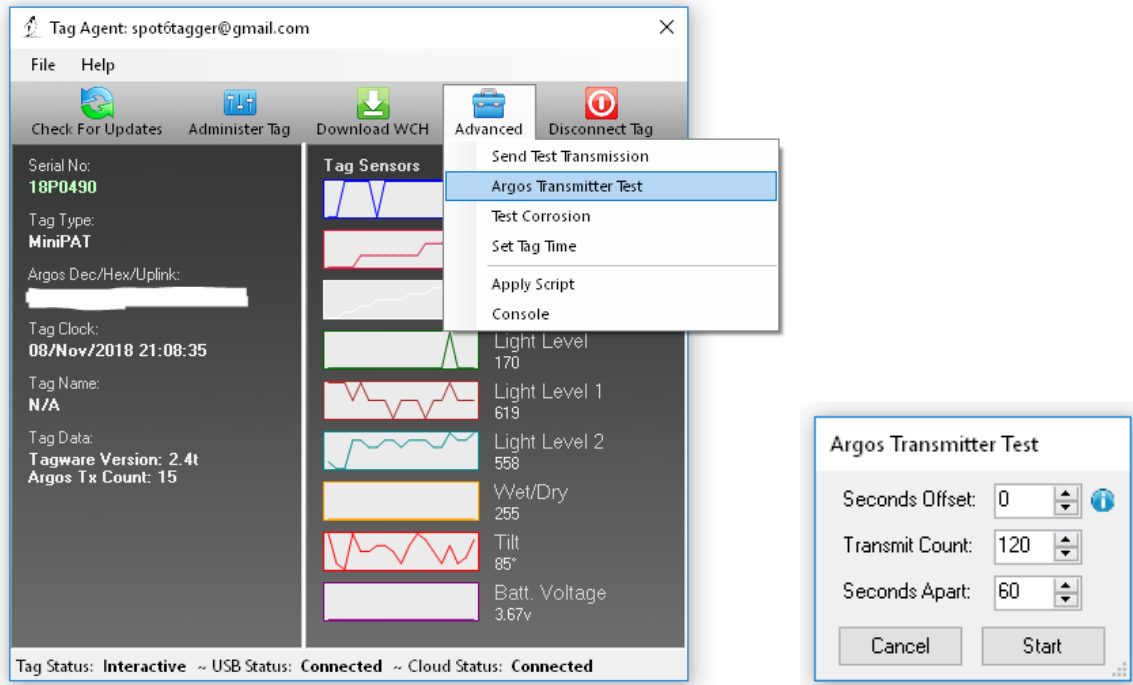 Tag Agent: spot6tagger@gmail.com
File Help
Check For Updates Administer Tag Download WCH Advanced Disconnect Tag
Serial No:
18P0490
Tag Type:
MiniPAT
Argos Dec/Hex/Uplink:
Tag Clock:
08/Nov/2018 21:08:35
Tag Name:
N/A
Tag Data:
Tagware Version: 2.4t
Argos Tx Count: 15
Tag Sensors
Send Test Transmission
Argos Transmitter Test
Test Corrosion
Set Tag Time
Apply Script
Console
Light Level
170
Light Level 1
619
Light Level 2
558
Wet/Dry
255
Tilt
85°
Batt. Voltage
3.67v
Tag Status: Interactive ~ USB Status: Connected ~ Cloud Status: Connected
Argos Transmitter Test
Seconds Offset: 0
Transmit Count: 120
Seconds Apart: 60
Cancel Start